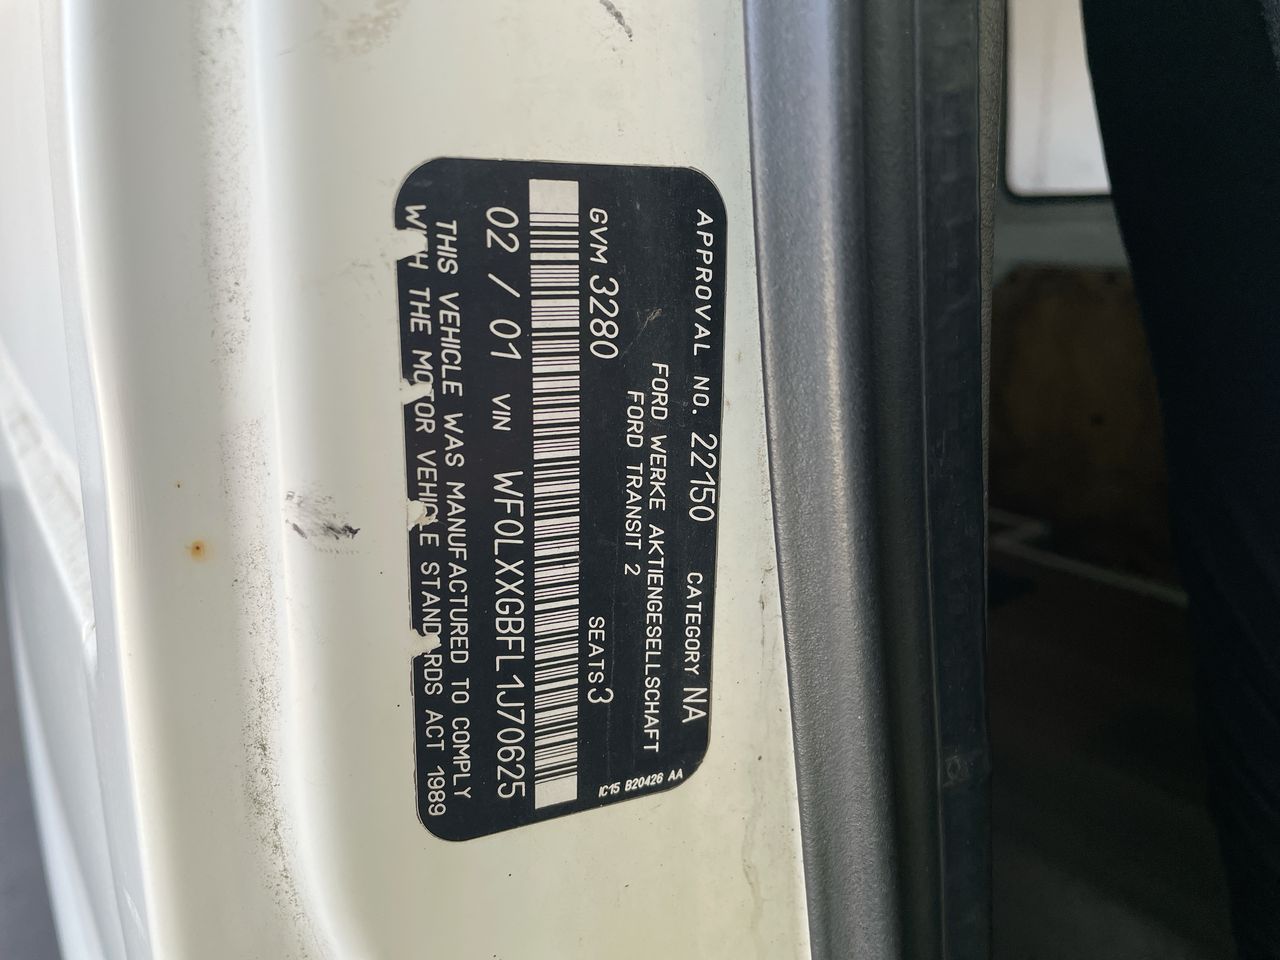 APPROVAL NO. 22150 CATEGORY NA
FORD WERKE AKTIENGESELLSCHAFT
FORD TRANSIT 2
GVM 3280 SEATS 3
IC15 B20426 AA
02 / 01 VIN WF0LXXGBFL1J70625
THIS VEHICLE WAS MANUFACTURED TO COMPLY
WITH THE MOTOR VEHICLE STANDARDS ACT 1989